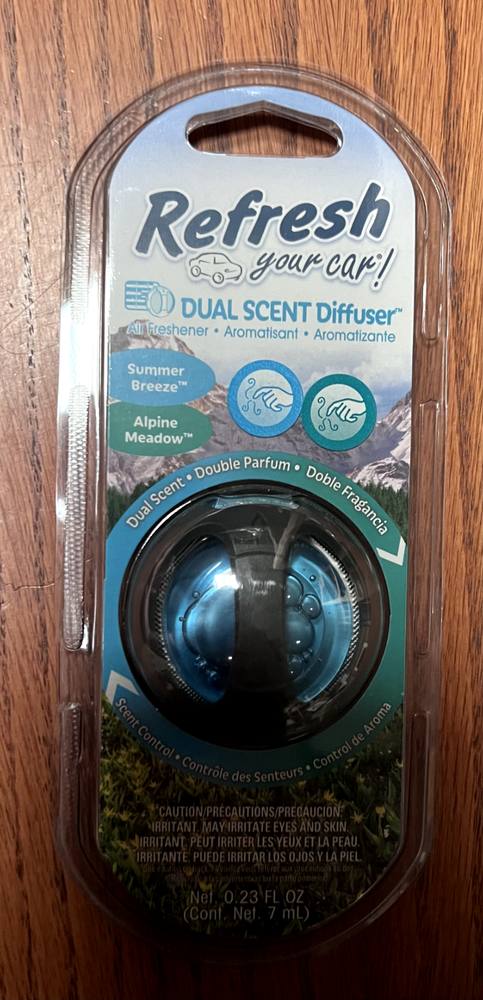 Refresh
your car!®
DUAL SCENT Diffuser™
Air Freshener • Aromatisant • Aromatizante
Summer
Breeze™
Alpine
Meadow™
Dual Scent • Double Parfum • Doble Fragancia
Scent Control • Contrôle des Senteurs • Control de Aroma
CAUTION/PRÉCAUTIONS/PRECAUCIÓN:
IRRITANT. MAY IRRITATE EYES AND SKIN.
IRRITANT. PEUT IRRITER LES YEUX ET LA PEAU.
IRRITANTE. PUEDE IRRITAR LOS OJOS Y LA PIEL.
Net. 0.23 FL OZ
(Cont. Net. 7 mL)